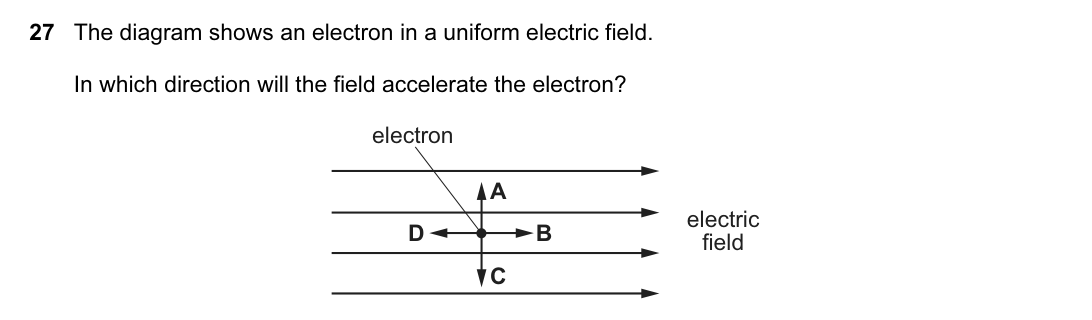 27 The diagram shows an electron in a uniform electric field.
In which direction will the field accelerate the electron?
electron
A
D
B
C
electric
field